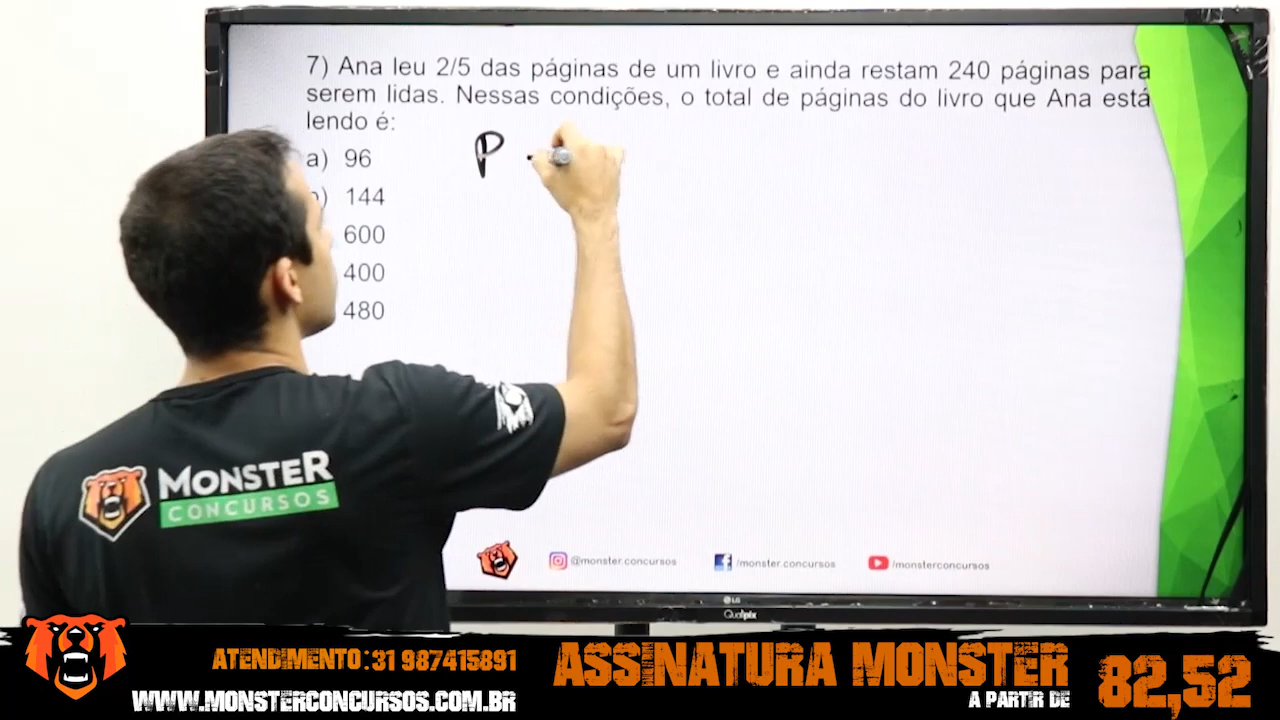 7) Ana leu 2/5 das páginas de um livro e ainda restam 240 páginas para
serem lidas. Nessas condições, o total de páginas do livro que Ana está
lendo é:
a) 96
) 144
600
400
480
P
MONSTER
CONCURSOS
@monster.concursos
/monster.concursos
/monsterconcursos
LG
Qualipix
ATENDIMENTO: 31 987415891
WWW.MONSTERCONCURSOS.COM.BR
ASSINATURA MONSTER
A PARTIR DE
82,52